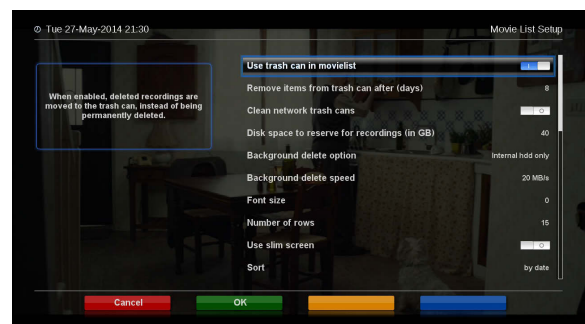 Tue 27-May-2014 21:30
Movie List Setup
When enabled, deleted recordings are
moved to the trash can, instead of being
permanently deleted.
Use trash can in movielist
Remove items from trash can after (days) 8
Clean network trash cans
Disk space to reserve for recordings (in GB) 40
Background delete option Internal hdd only
Background delete speed 20 MB/s
Font size 0
Number of rows 15
Use slim screen
Sort by date
Cancel
OK